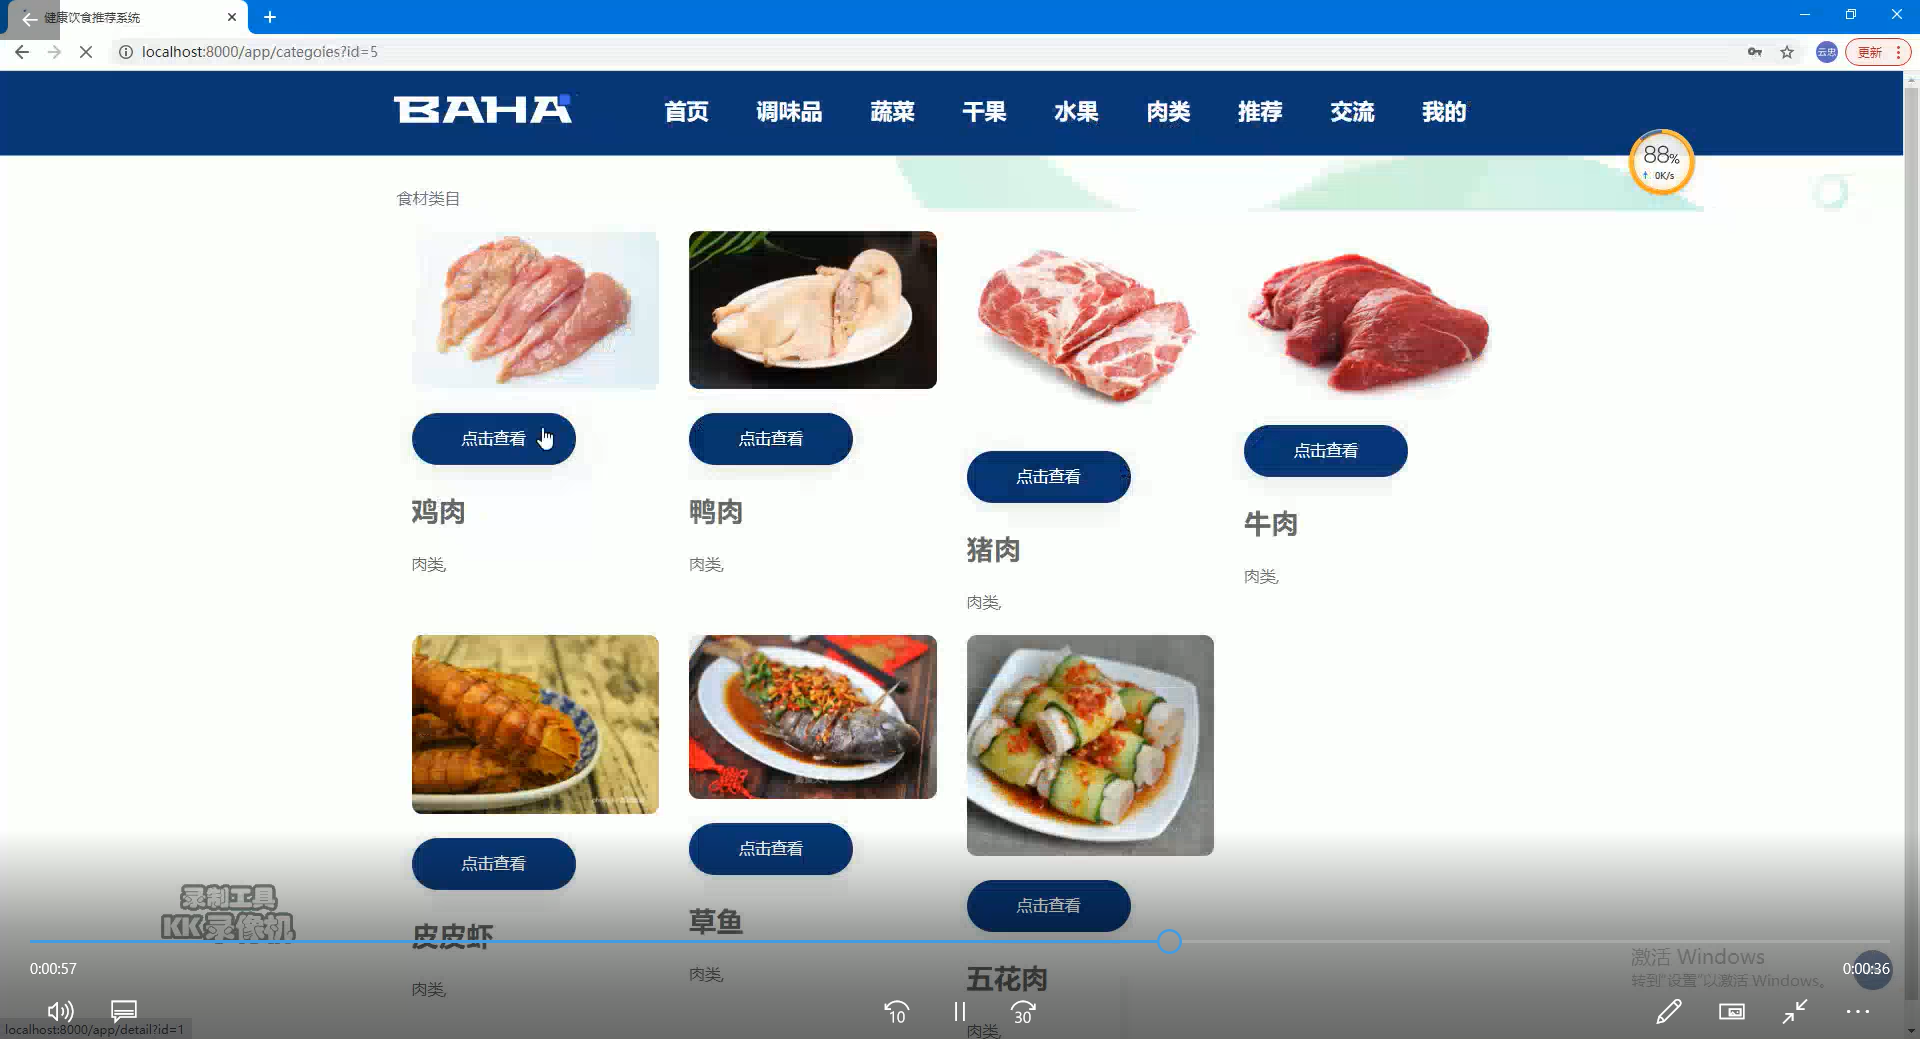 健康饮食推荐系统
localhost:8000/app/categoies?id=5
云忠
更新
BAHA
首页 调味品 蔬菜 干果 水果 肉类 推荐 交流 我的
88%
0K/s
食材类目
点击查看 点击查看 点击查看 点击查看
鸡肉 鸭肉 猪肉 牛肉
肉类, 肉类, 肉类, 肉类,
点击查看 点击查看 点击查看
皮皮虾 草鱼 五花肉
肉类, 肉类, 肉类,
录制工具
KK录像机
激活 Windows
转到"设置"以激活 Windows。
0:00:57
0:00:36
10
30
localhost:8000/app/detail?id=1